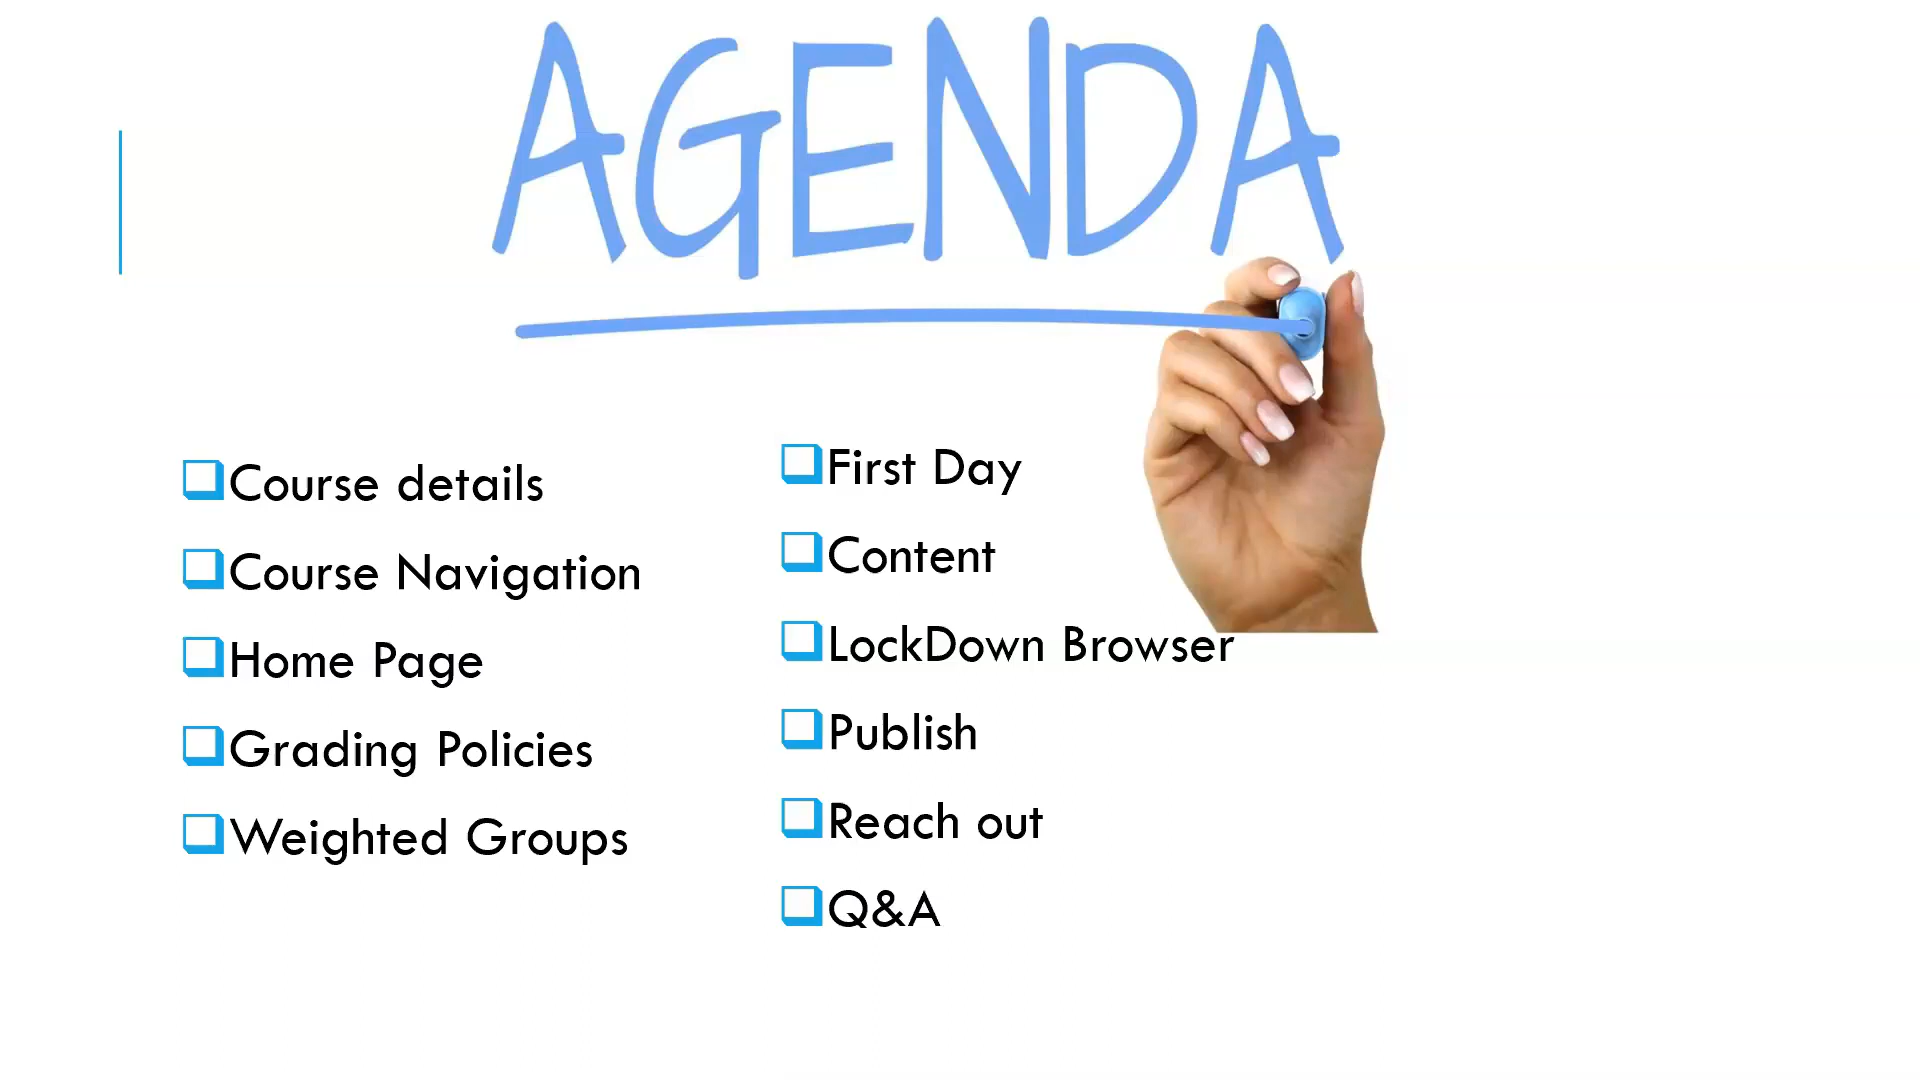 AGENDA
Course details
Course Navigation
Home Page
Grading Policies
Weighted Groups
First Day
Content
LockDown Browser
Publish
Reach out
Q&A